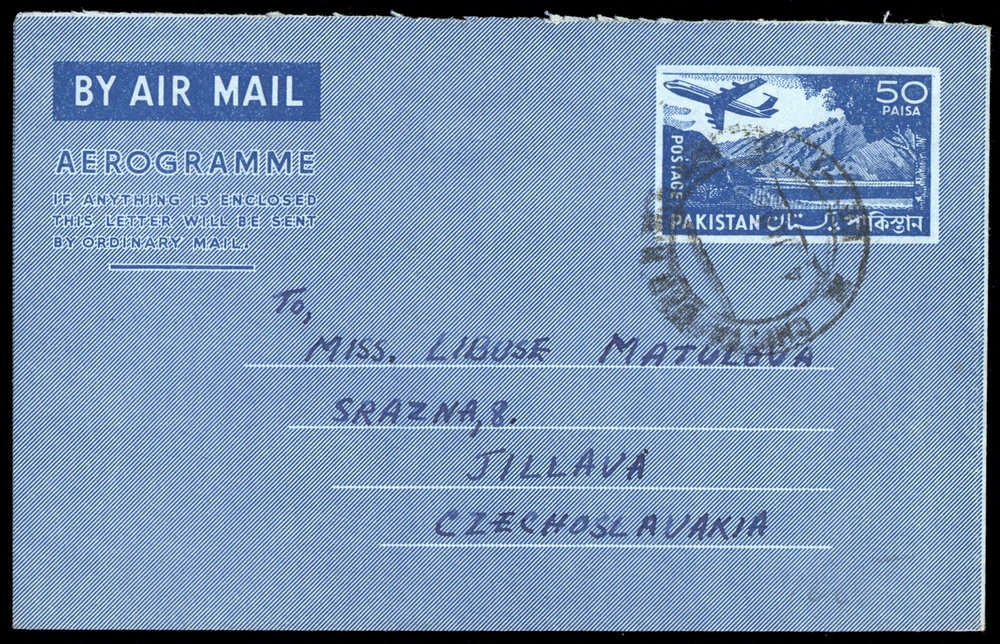 BY AIR MAIL
AEROGRAMME
IF ANYTHING IS ENCLOSED
THIS LETTER WILL BE SENT
BY ORDINARY MAIL.
50
PAISA
POSTAGE
PAKISTAN پاکستان পাকিস্তান
To,
MISS. LIBUSE MATULOVA
SRAZNA, 8.
JILLAVA
CZECHOSLAVAKIA